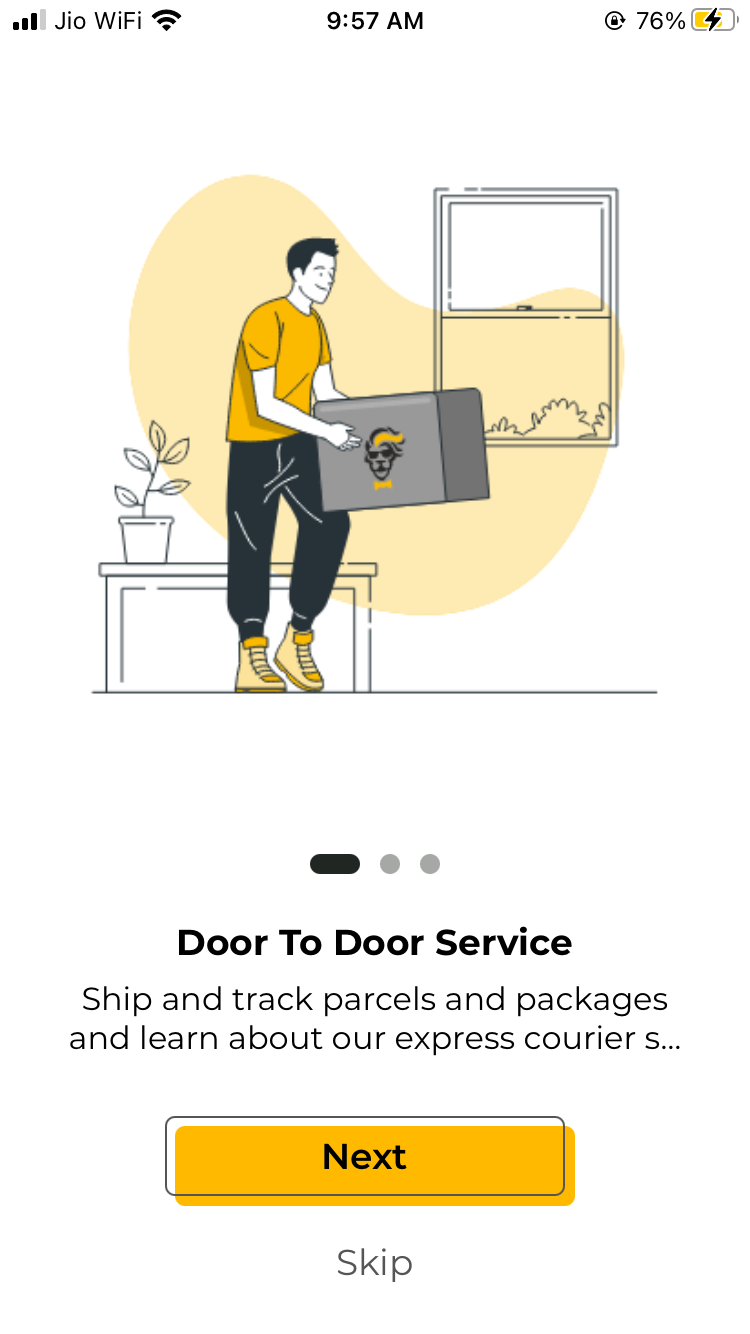 Jio WiFi 9:57 AM 76%
Door To Door Service
Ship and track parcels and packages
and learn about our express courier s...
Next
Skip